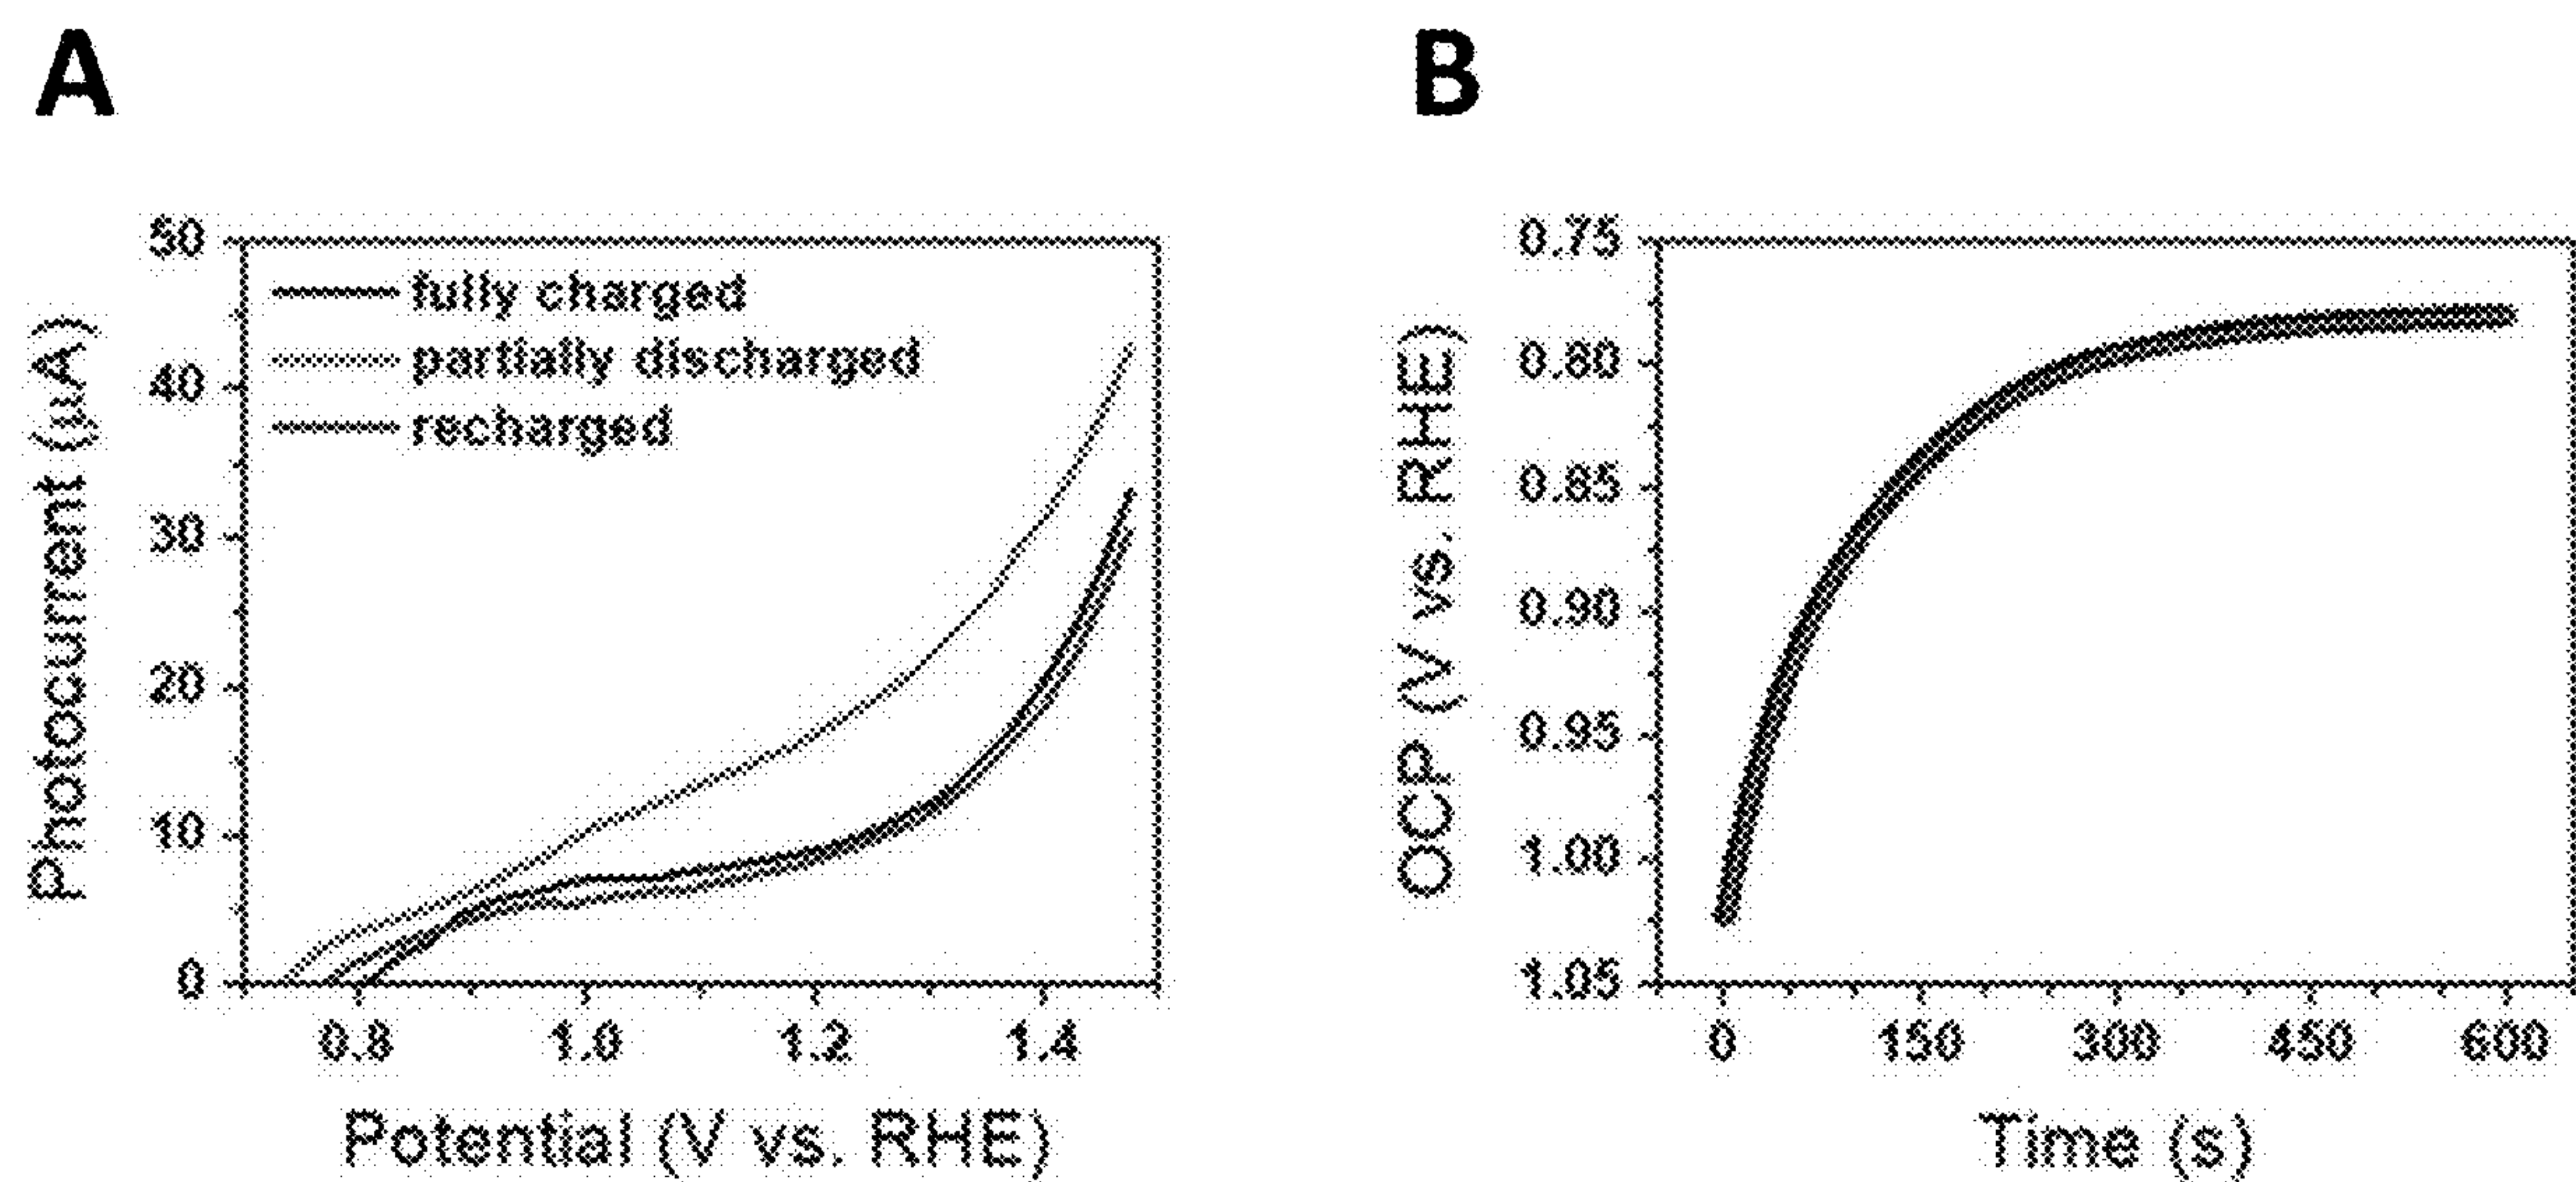 A
50
40
30
20
10
0
Photocurrent (μA)
fully charged
partially discharged
recharged
0.8 1.0 1.2 1.4
Potential (V vs. RHE)
B
0.75
0.80
0.85
0.90
0.95
1.00
1.05
OCP (V vs. RHE)
0 150 300 450 600
Time (s)